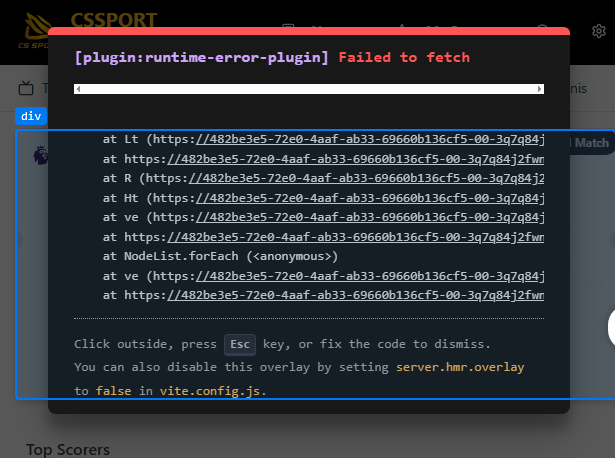 CSSPORT
[plugin:runtime-error-plugin] Failed to fetch
div
at Lt (https://482be3e5-72e0-4aaf-ab33-69660b136cf5-00-3q7q84j
Match
at https://482be3e5-72e0-4aaf-ab33-69660b136cf5-00-3q7q84j2fwn
at R (https://482be3e5-72e0-4aaf-ab33-69660b136cf5-00-3q7q84j2
at Ht (https://482be3e5-72e0-4aaf-ab33-69660b136cf5-00-3q7q84j
at ve (https://482be3e5-72e0-4aaf-ab33-69660b136cf5-00-3q7q84j
at https://482be3e5-72e0-4aaf-ab33-69660b136cf5-00-3q7q84j2fwn
at NodeList.forEach (<anonymous>)
at ve (https://482be3e5-72e0-4aaf-ab33-69660b136cf5-00-3q7q84j
at https://482be3e5-72e0-4aaf-ab33-69660b136cf5-00-3q7q84j2fwn
Click outside, press Esc key, or fix the code to dismiss.
You can also disable this overlay by setting server.hmr.overlay
to false in vite.config.js.
Top Scorers